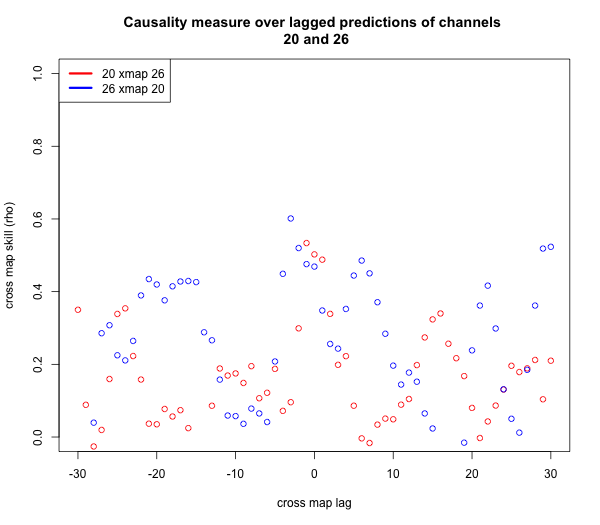 Causality measure over lagged predictions of channels
20 and 26
20 xmap 26
26 xmap 20
cross map skill (rho)
1.0
0.8
0.6
0.4
0.2
0.0
-30 -20 -10 0 10 20 30
cross map lag